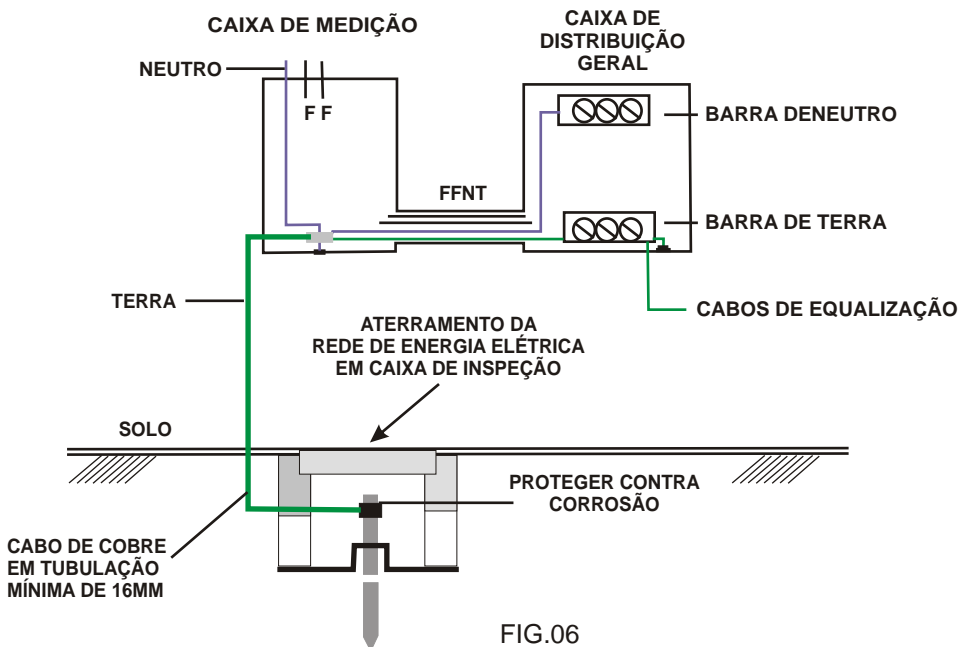 CAIXA DE MEDIÇÃO
CAIXA DE
DISTRIBUIÇÃO
GERAL
NEUTRO
F F
BARRA DENEUTRO
FFNT
BARRA DE TERRA
TERRA
CABOS DE EQUALIZAÇÃO
ATERRAMENTO DA
REDE DE ENERGIA ELÉTRICA
EM CAIXA DE INSPEÇÃO
SOLO
PROTEGER CONTRA
CORROSÃO
CABO DE COBRE
EM TUBULAÇÃO
MÍNIMA DE 16MM
FIG.06